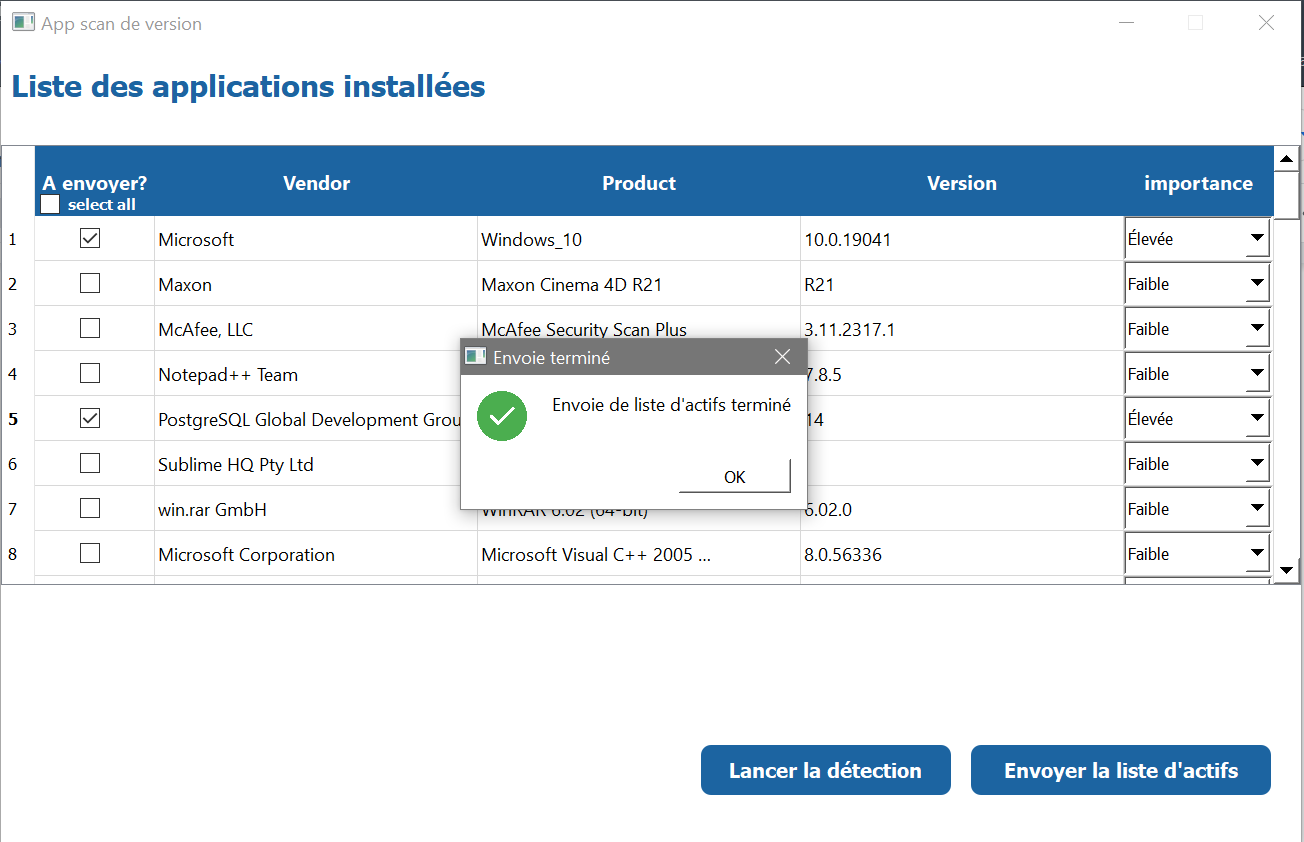 App scan de version
Liste des applications installées
A envoyer? Vendor Product Version importance
select all
1 Microsoft Windows_10 10.0.19041 Élevée
2 Maxon Maxon Cinema 4D R21 R21 Faible
3 McAfee, LLC McAfee Security Scan Plus 3.11.2317.1 Faible
Envoie terminé
4 Notepad++ Team 7.8.5 Faible
Envoie de liste d'actifs terminé
5 PostgreSQL Global Development Grou 14 Élevée
6 Sublime HQ Pty Ltd Faible
OK
7 win.rar GmbH WinRAR 6.02 (64-bit) 6.02.0 Faible
8 Microsoft Corporation Microsoft Visual C++ 2005 ... 8.0.56336 Faible
Lancer la détection Envoyer la liste d'actifs